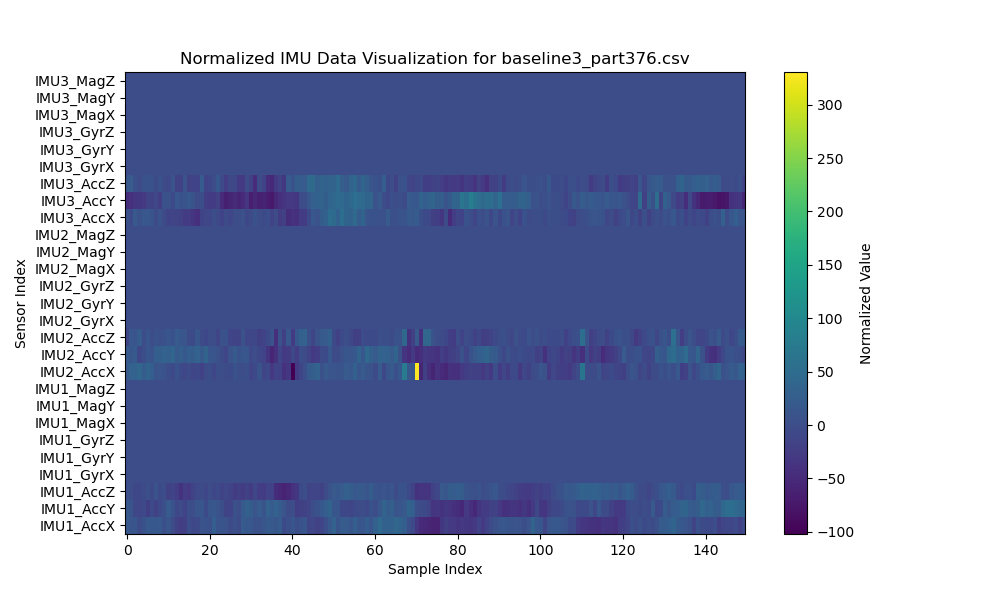 Normalized IMU Data Visualization for baseline3_part376.csv
IMU3_MagZ
IMU3_MagY
IMU3_MagX
IMU3_GyrZ
IMU3_GyrY
IMU3_GyrX
IMU3_AccZ
IMU3_AccY
IMU3_AccX
IMU2_MagZ
IMU2_MagY
IMU2_MagX
IMU2_GyrZ
IMU2_GyrY
IMU2_GyrX
IMU2_AccZ
IMU2_AccY
IMU2_AccX
IMU1_MagZ
IMU1_MagY
IMU1_MagX
IMU1_GyrZ
IMU1_GyrY
IMU1_GyrX
IMU1_AccZ
IMU1_AccY
IMU1_AccX
Sensor Index
0 20 40 60 80 100 120 140
Sample Index
300
250
200
150
100
50
0
−50
−100
Normalized Value